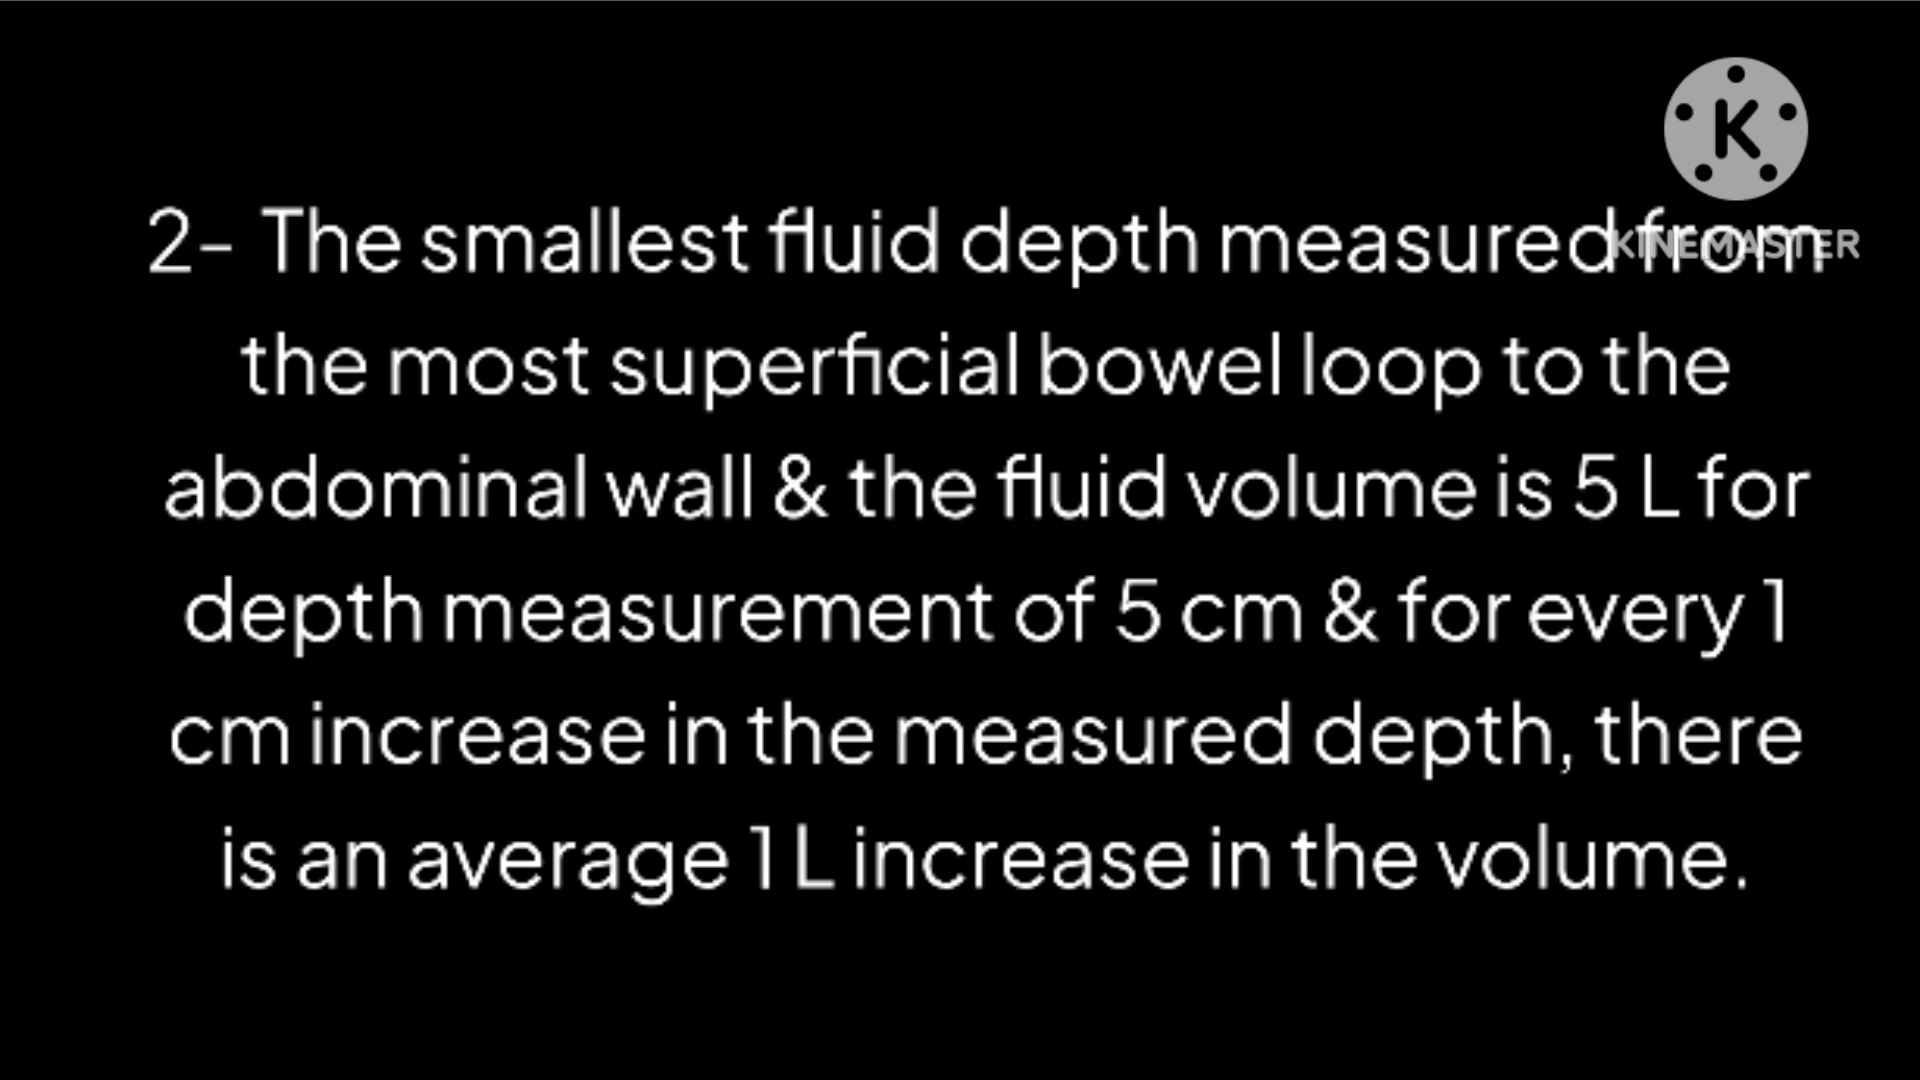 K
2- The smallest fluid depth measured from
KINEMASTER
the most superficial bowel loop to the
abdominal wall & the fluid volume is 5 L for
depth measurement of 5 cm & for every 1
cm increase in the measured depth, there
is an average 1 L increase in the volume.